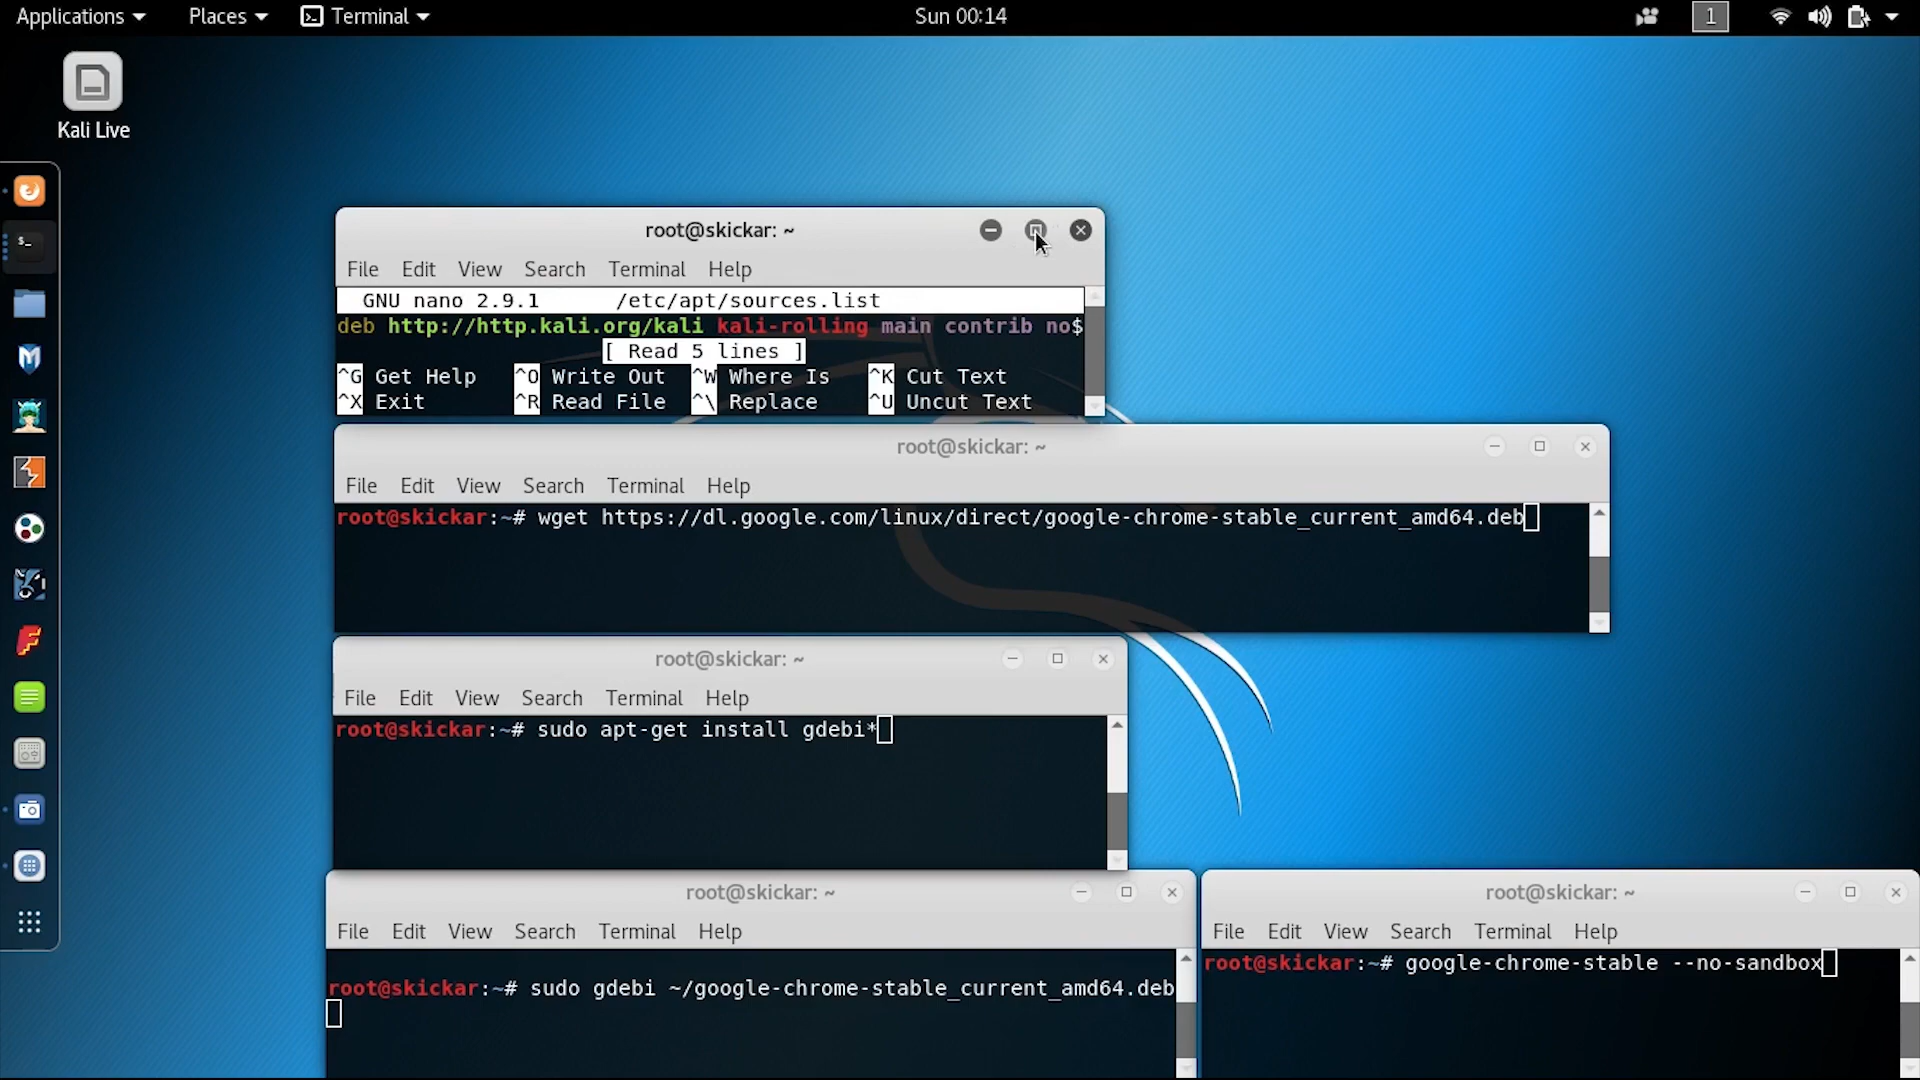 Applications Places Terminal Sun 00:14 1
Kali Live
root@skickar: ~
File Edit View Search Terminal Help
GNU nano 2.9.1 /etc/apt/sources.list
deb http://http.kali.org/kali kali-rolling main contrib no$
[ Read 5 lines ]
^G Get Help ^O Write Out ^W Where Is ^K Cut Text
^X Exit ^R Read File ^\ Replace ^U Uncut Text
root@skickar: ~
File Edit View Search Terminal Help
root@skickar:~# wget https://dl.google.com/linux/direct/google-chrome-stable_current_amd64.deb
root@skickar: ~
File Edit View Search Terminal Help
root@skickar:~# sudo apt-get install gdebi*
root@skickar: ~
File Edit View Search Terminal Help
root@skickar:~# sudo gdebi ~/google-chrome-stable_current_amd64.deb
root@skickar: ~
File Edit View Search Terminal Help
root@skickar:~# google-chrome-stable --no-sandbox